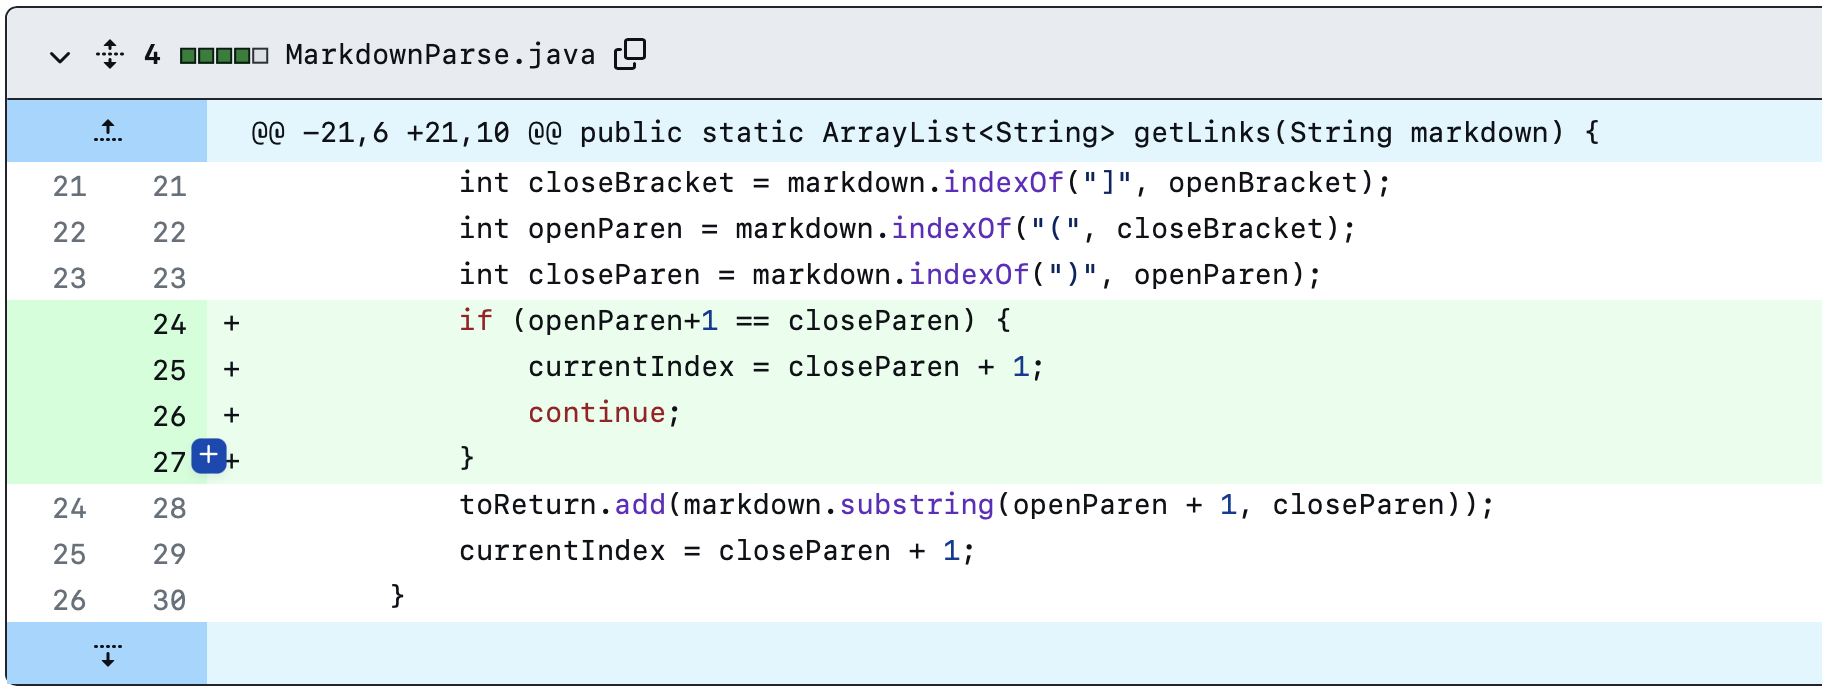 4 MarkdownParse.java
@@ -21,6 +21,10 @@ public static ArrayList<String> getLinks(String markdown) {
21 21 int closeBracket = markdown.indexOf("]", openBracket);
22 22 int openParen = markdown.indexOf("(", closeBracket);
23 23 int closeParen = markdown.indexOf(")", openParen);
24 + if (openParen+1 == closeParen) {
25 + currentIndex = closeParen + 1;
26 + continue;
27 + }
24 28 toReturn.add(markdown.substring(openParen + 1, closeParen));
25 29 currentIndex = closeParen + 1;
26 30 }